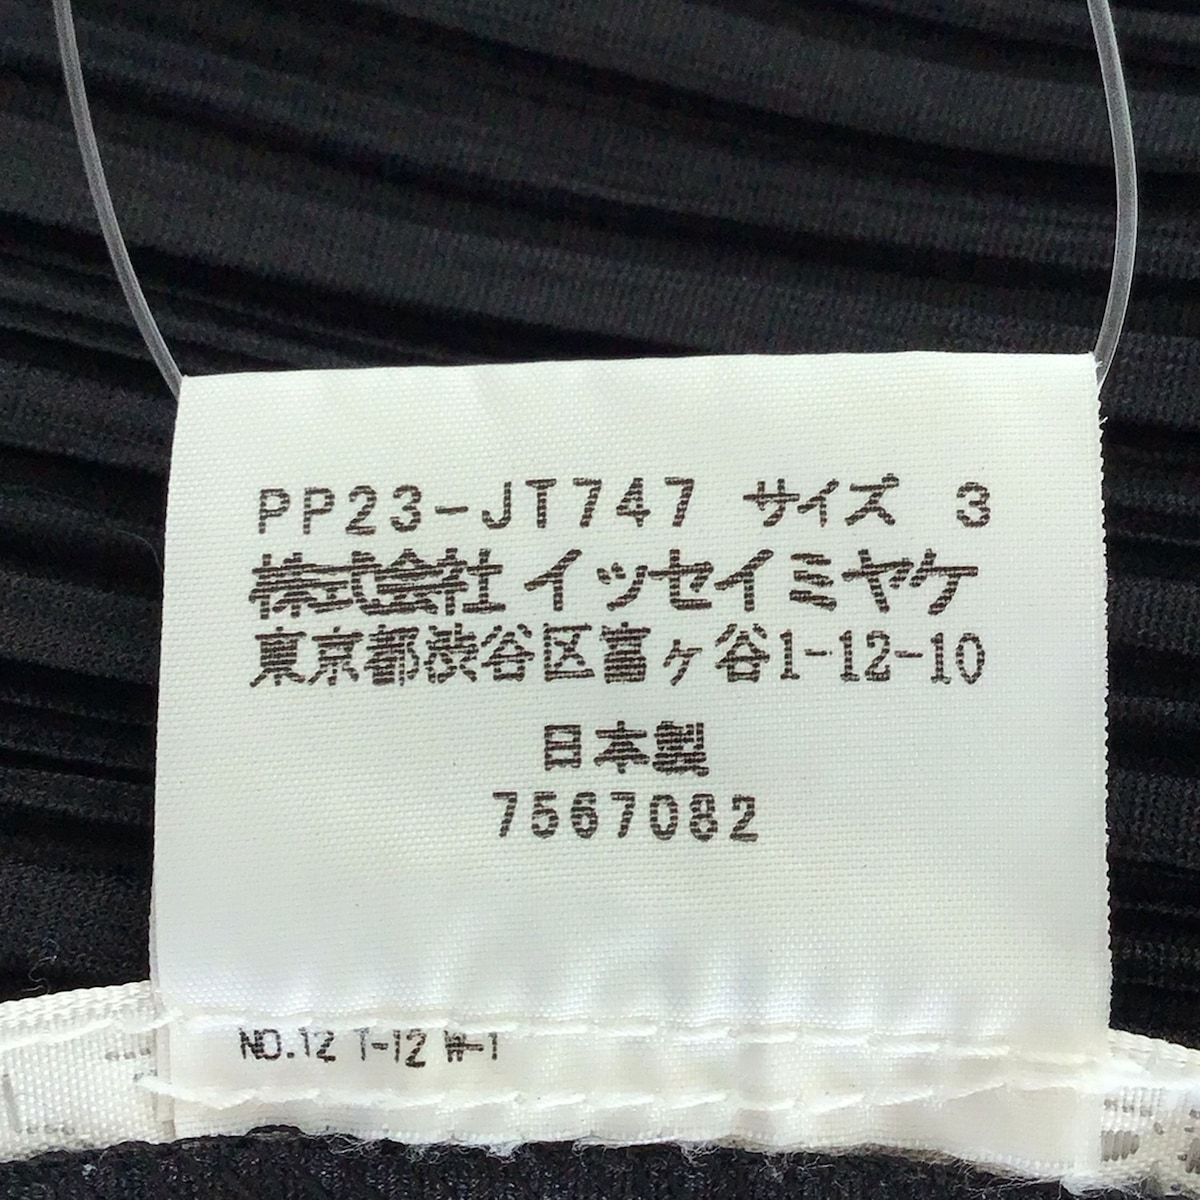 PP23-JT747 サイズ 3
株式会社 イッセイミヤケ
東京都渋谷区富ヶ谷1-12-10
日本製
7567082
NO.12 T-12 W-1